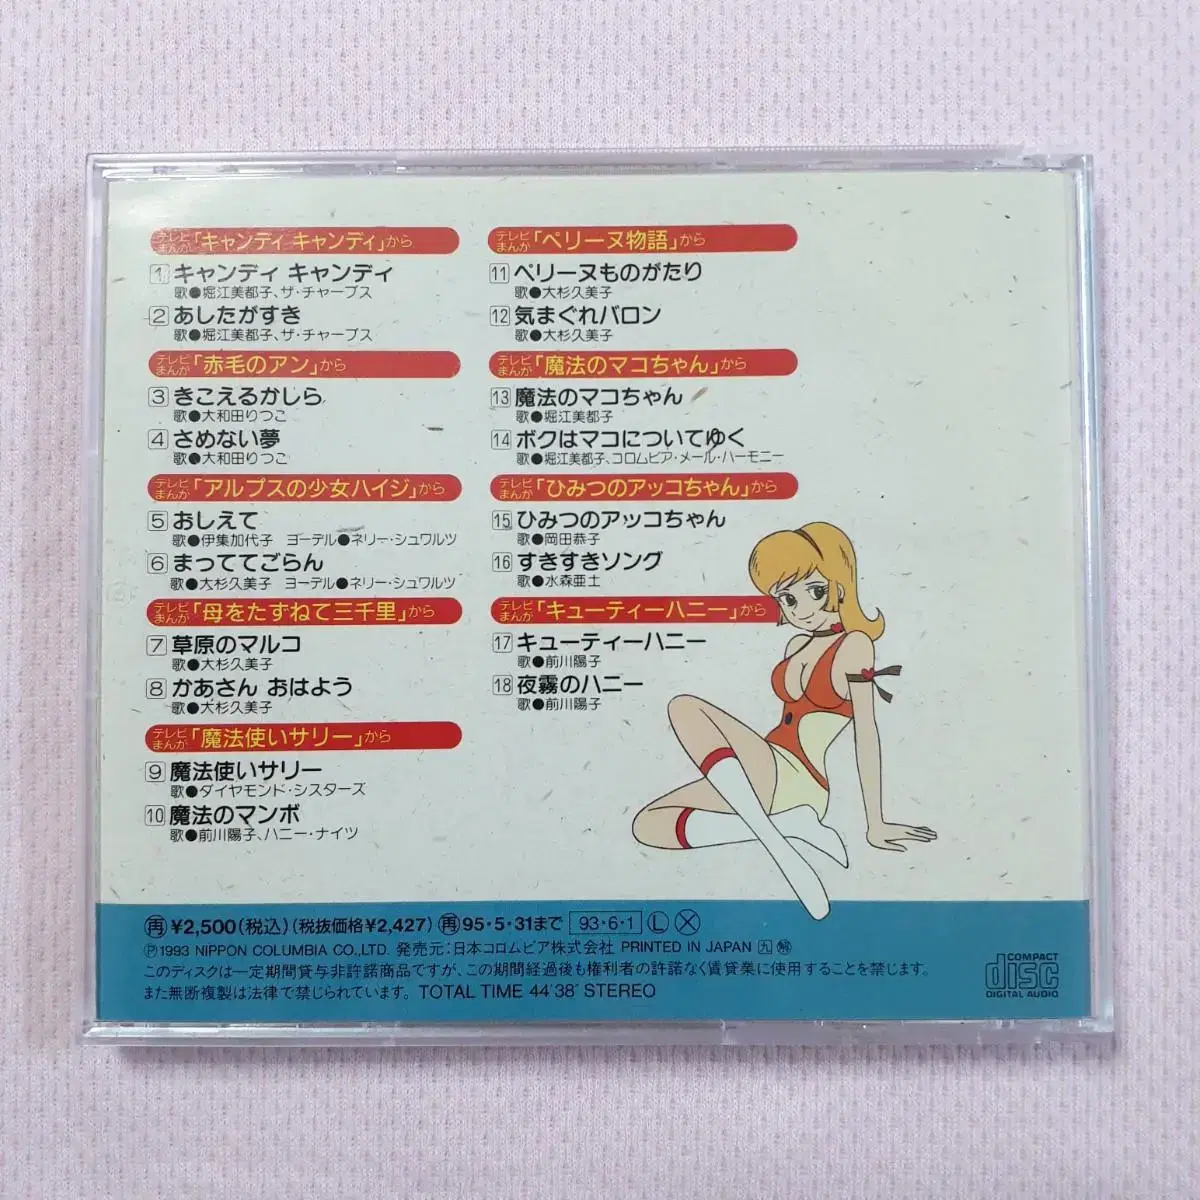 テレビまんが「キャンディ キャンディ」から
1 キャンディ キャンディ
歌●堀江美都子、ザ・チャープス
2 あしたがすき
歌●堀江美都子、ザ・チャープス
テレビまんが「赤毛のアン」から
3 きこえるかしら
歌●大和田りつこ
4 さめない夢
歌●大和田りつこ
テレビまんが「アルプスの少女ハイジ」から
5 おしえて
歌●伊集加代子 ヨーデル●ネリー・シュワルツ
6 まっててごらん
歌●大杉久美子 ヨーデル●ネリー・シュワルツ
テレビまんが「母をたずねて三千里」から
7 草原のマルコ
歌●大杉久美子
8 かあさん おはよう
歌●大杉久美子
テレビまんが「魔法使いサリー」から
9 魔法使いサリー
歌●ダイヤモンド・シスターズ
10 魔法のマンボ
歌●前川陽子、ハニー・ナイツ
テレビまんが「ペリーヌ物語」から
11 ペリーヌものがたり
歌●大杉久美子
12 気まぐれバロン
歌●大杉久美子
テレビまんが「魔法のマコちゃん」から
13 魔法のマコちゃん
歌●堀江美都子
14 ボクはマコについてゆく
歌●堀江美都子、コロムビア・メール・ハーモニー
テレビまんが「ひみつのアッコちゃん」から
15 ひみつのアッコちゃん
歌●岡田恭子
16 すきすきソング
歌●水森亜土
テレビまんが「キューティーハニー」から
17 キューティーハニー
歌●前川陽子
18 夜霧のハニー
歌●前川陽子
再 ¥2,500(税込)(税抜価格¥2,427) 再 95・5・31まで 93・6・1 L X
Ⓟ1993 NIPPON COLUMBIA CO.,LTD. 発売元:日本コロムビア株式会社 PRINTED IN JAPAN 九 解
このディスクは一定期間貸与非許諾商品ですが、この期間経過後も権利者の許諾なく賃貸業に使用することを禁じます。
また無断複製は法律で禁じられています。 TOTAL TIME 44'38" STEREO
COMPACT
disc
DIGITAL AUDIO